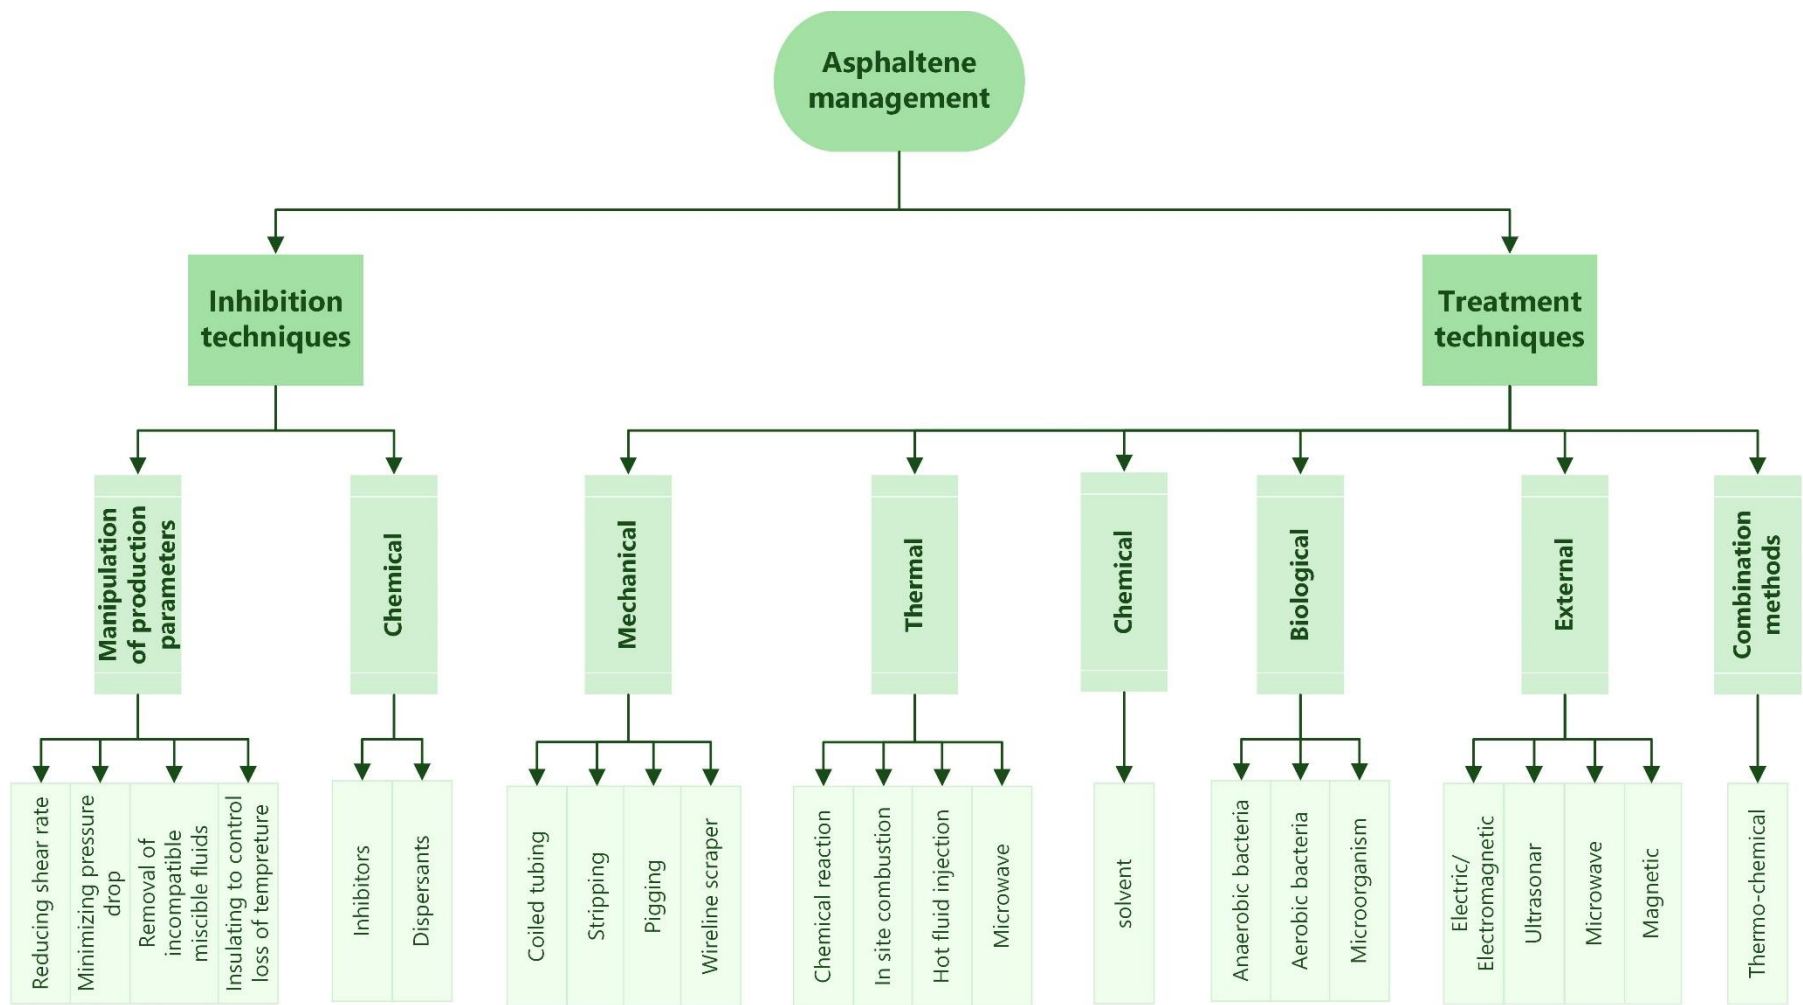 Asphaltene
management
Inhibition
techniques
Treatment
techniques
Manipulation
of production
parameters
Chemical
Mechanical
Thermal
Chemical
Biological
External
Combination
methods
Reducing shear rate
Minimizing pressure
drop
Removal of
incompatible
miscible fluids
Insulating to control
loss of tempreture
Inhibitors
Dispersants
Coiled tubing
Stripping
Pigging
Wireline scraper
Chemical reaction
In site combustion
Hot fluid injection
Microwave
solvent
Anaerobic bacteria
Aerobic bacteria
Microorganism
Electric/
Electromagnetic
Ultrasonar
Microwave
Magnetic
Thermo-chemical